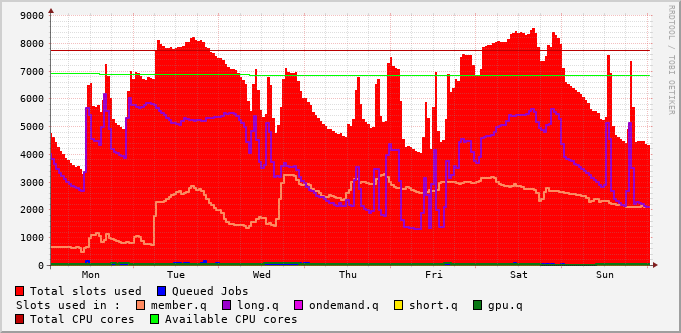 RRDTOOL / TOBI OETIKER
9000
8000
7000
6000
5000
4000
3000
2000
1000
0
Mon Tue Wed Thu Fri Sat Sun
Total slots used Queued Jobs
Slots used in : member.q long.q ondemand.q short.q gpu.q
Total CPU cores Available CPU cores